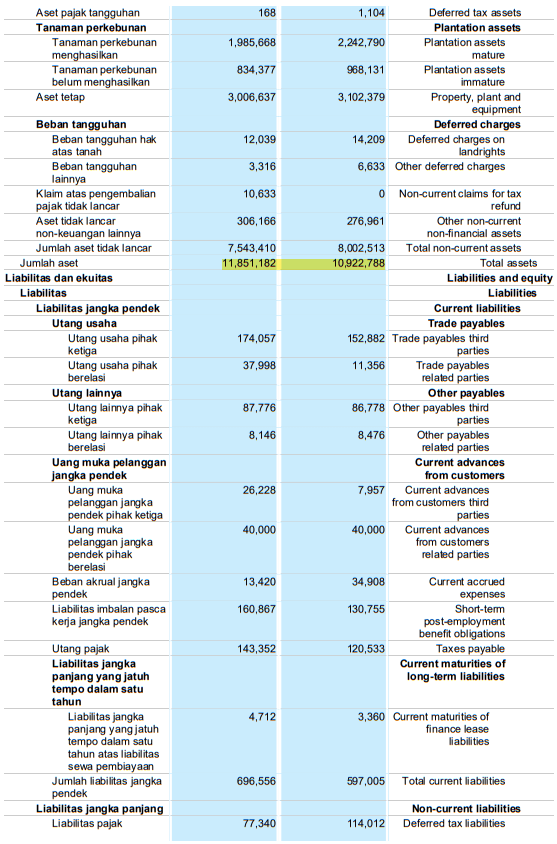 Aset pajak tangguhan 168 1,104 Deferred tax assets
Tanaman perkebunan Plantation assets
Tanaman perkebunan 1,985,668 2,242,790 Plantation assets
menghasilkan mature
Tanaman perkebunan 834,377 968,131 Plantation assets
belum menghasilkan immature
Aset tetap 3,006,637 3,102,379 Property, plant and
equipment
Beban tangguhan Deferred charges
Beban tangguhan hak 12,039 14,209 Deferred charges on
atas tanah landrights
Beban tangguhan 3,316 6,633 Other deferred charges
lainnya
Klaim atas pengembalian 10,633 0 Non-current claims for tax
pajak tidak lancar refund
Aset tidak lancar 306,166 276,961 Other non-current
non-keuangan lainnya non-financial assets
Jumlah aset tidak lancar 7,543,410 8,002,513 Total non-current assets
Jumlah aset 11,851,182 10,922,788 Total assets
Liabilitas dan ekuitas Liabilities and equity
Liabilitas Liabilities
Liabilitas jangka pendek Current liabilities
Utang usaha Trade payables
Utang usaha pihak 174,057 152,882 Trade payables third
ketiga parties
Utang usaha pihak 37,998 11,356 Trade payables
berelasi related parties
Utang lainnya Other payables
Utang lainnya pihak 87,776 86,778 Other payables third
ketiga parties
Utang lainnya pihak 8,146 8,476 Other payables
berelasi related parties
Uang muka pelanggan Current advances
jangka pendek from customers
Uang muka 26,228 7,957 Current advances
pelanggan jangka from customers third
pendek pihak ketiga parties
Uang muka 40,000 40,000 Current advances
pelanggan jangka from customers
pendek pihak related parties
berelasi
Beban akrual jangka 13,420 34,908 Current accrued
pendek expenses
Liabilitas imbalan pasca 160,867 130,755 Short-term
kerja jangka pendek post-employment
benefit obligations
Utang pajak 143,352 120,533 Taxes payable
Liabilitas jangka Current maturities of
panjang yang jatuh long-term liabilities
tempo dalam satu
tahun
Liabilitas jangka 4,712 3,360 Current maturities of
panjang yang jatuh finance lease
tempo dalam satu liabilities
tahun atas liabilitas
sewa pembiayaan
Jumlah liabilitas jangka 696,556 597,005 Total current liabilities
pendek
Liabilitas jangka panjang Non-current liabilities
Liabilitas pajak 77,340 114,012 Deferred tax liabilities